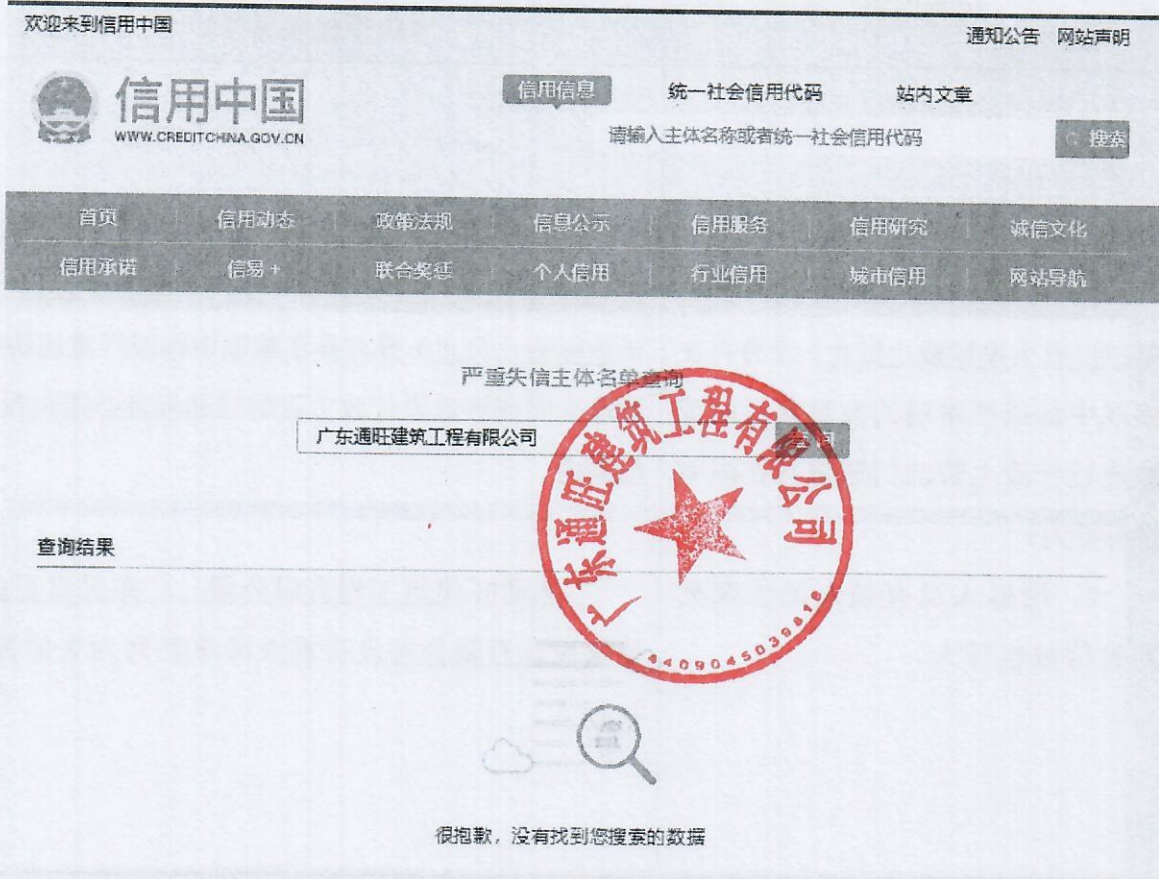 欢迎来到信用中国
通知公告 网站声明
信用中国
WWW.CREDITCHINA.GOV.CN
信用信息 统一社会信用代码 站内文章
请输入主体名称或者统一社会信用代码 搜索
首页 信用动态 政策法规 信息公示 信用服务 信用研究 诚信文化
信用承诺 信易+ 联合奖惩 个人信用 行业信用 城市信用 网站导航
严重失信主体名单查询
广东通旺建筑工程有限公司 查询
广东通旺建筑工程有限公司
查询结果
很抱歉，没有找到您搜索的数据